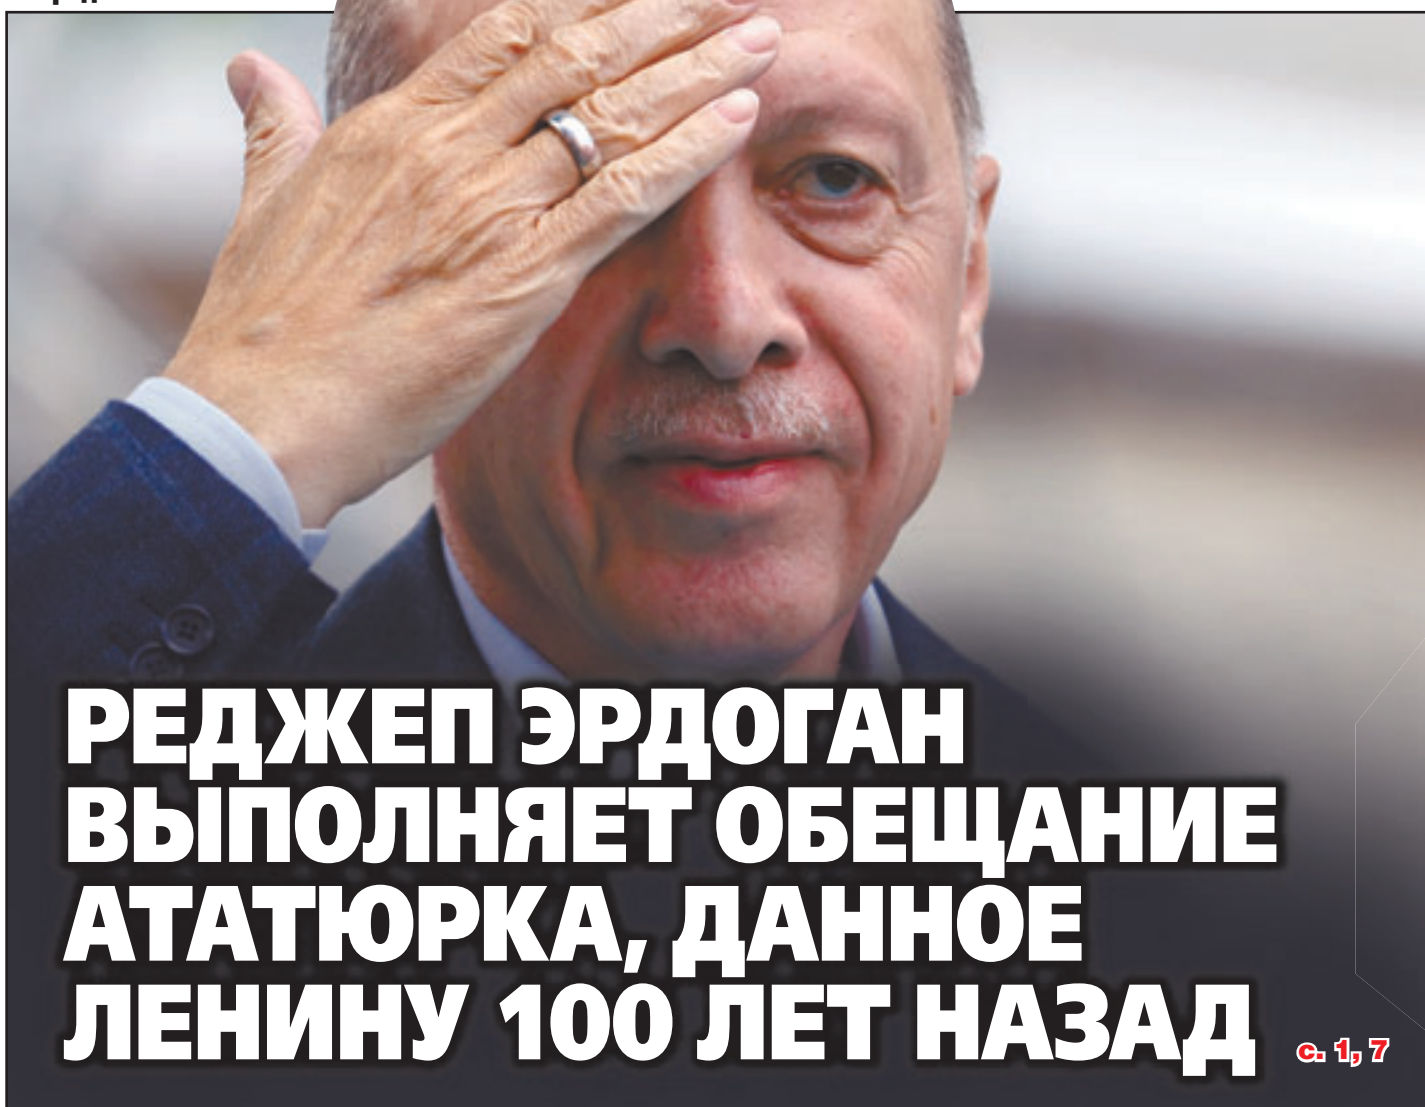 РЕДЖЕП ЭРДОГАН
ВЫПОЛНЯЕТ ОБЕЩАНИЕ
АТАТЮРКА, ДАННОЕ
ЛЕНИНУ 100 ЛЕТ НАЗАД
с. 1, 7